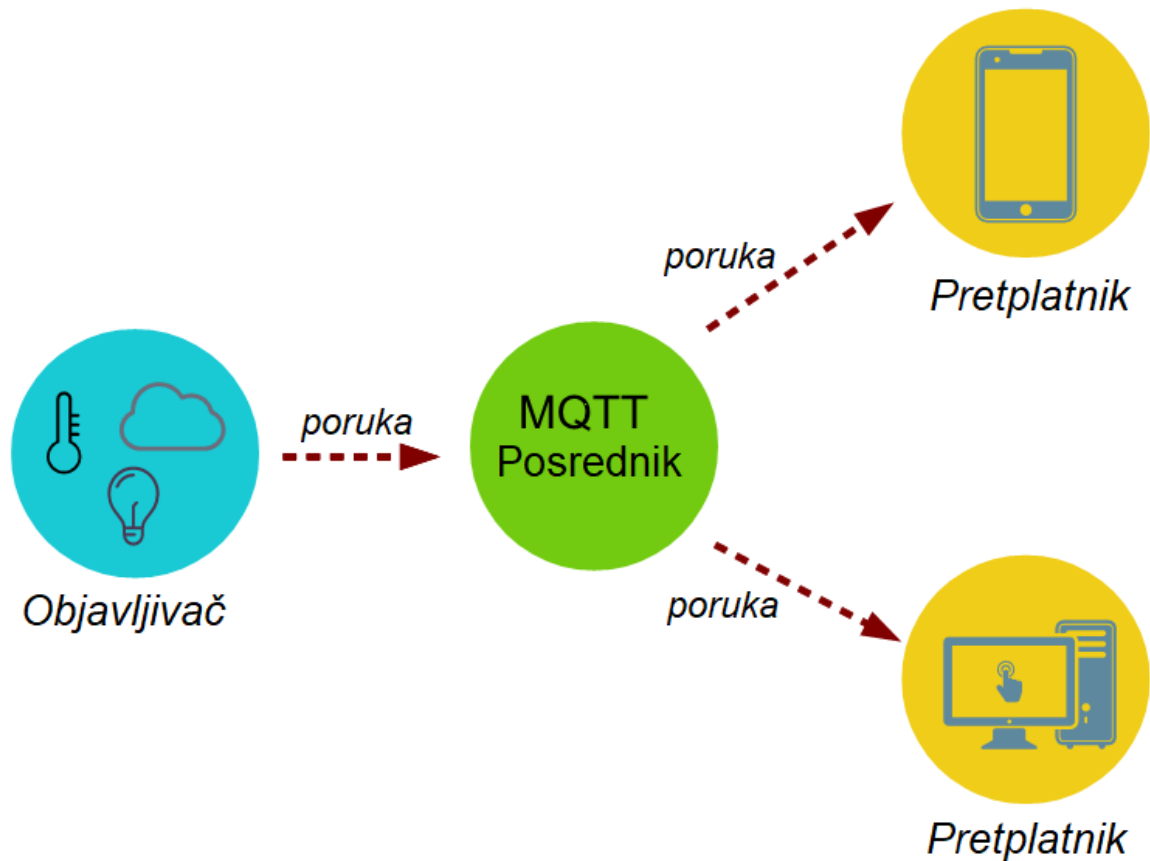 poruka
Pretplatnik
poruka
MQTT
Posrednik
Objavljivač
poruka
Pretplatnik